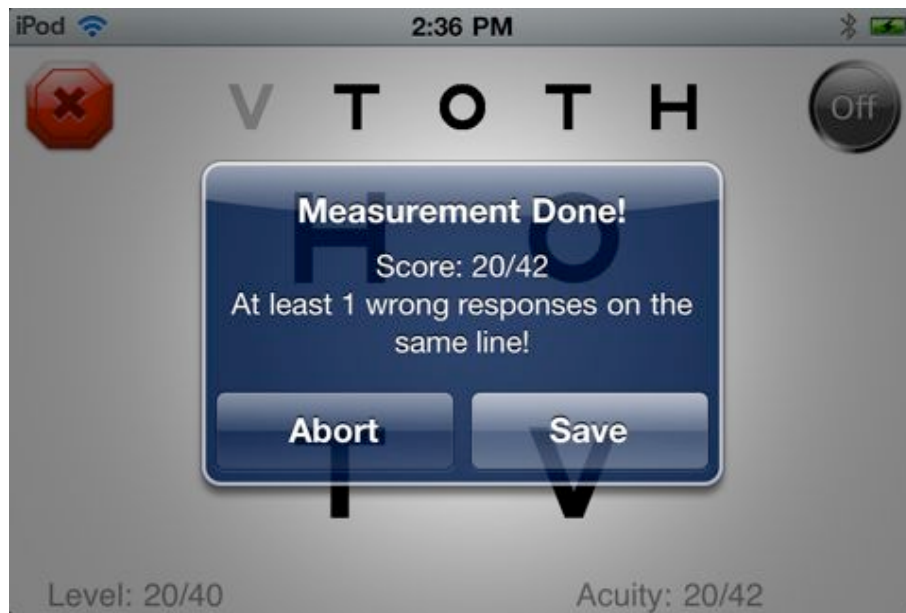 iPod 2:36 PM
V T O T H Off
Measurement Done!
H O
Score: 20/42
At least 1 wrong responses on the
same line!
Abort Save
T V
Level: 20/40 Acuity: 20/42